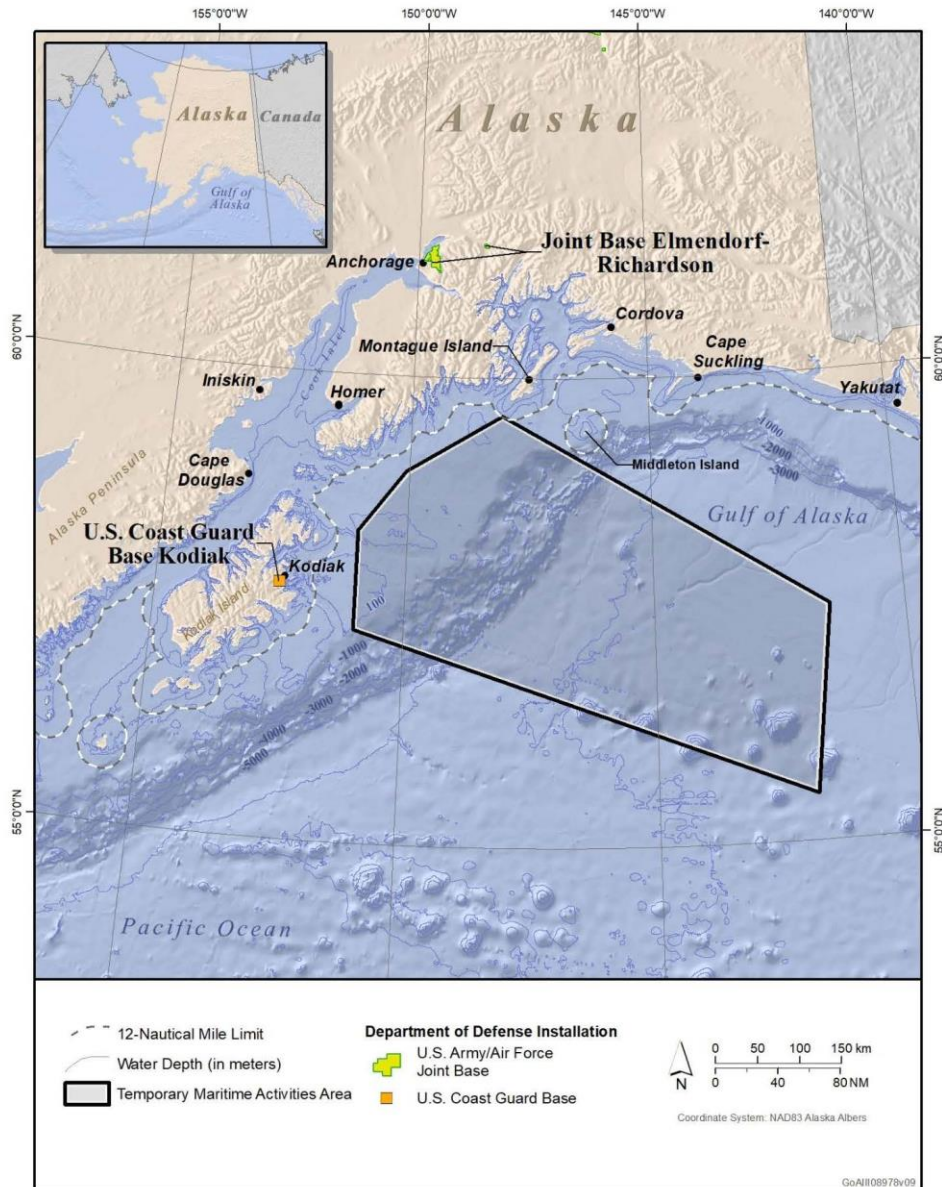 155°0'0"W
150°0'0"W
145°0'0"W
140°0'0"W
Alaska
Canada
Gulf of
Alaska
Alaska
Joint Base Elmendorf-
Richardson
Anchorage
Cook Inlet
Cordova
60°0'0"N
60°0'0"N
Montague Island
Cape
Suckling
Iniskin
Homer
Yakutat
-1000
-2000
-3000
Middleton Island
Cape
Douglas
Alaska Peninsula
Gulf of Alaska
U.S. Coast Guard
Base Kodiak
Kodiak
Kodiak Island
100
-1000
-2000
-3000
-4000
-5000
55°0'0"N
55°0'0"N
Pacific Ocean
12-Nautical Mile Limit
Water Depth (in meters)
Temporary Maritime Activities Area
Department of Defense Installation
U.S. Army/Air Force
Joint Base
U.S. Coast Guard Base
N
0 50 100 150 km
0 40 80 NM
Coordinate System: NAD83 Alaska Albers
GoAIII08978v09